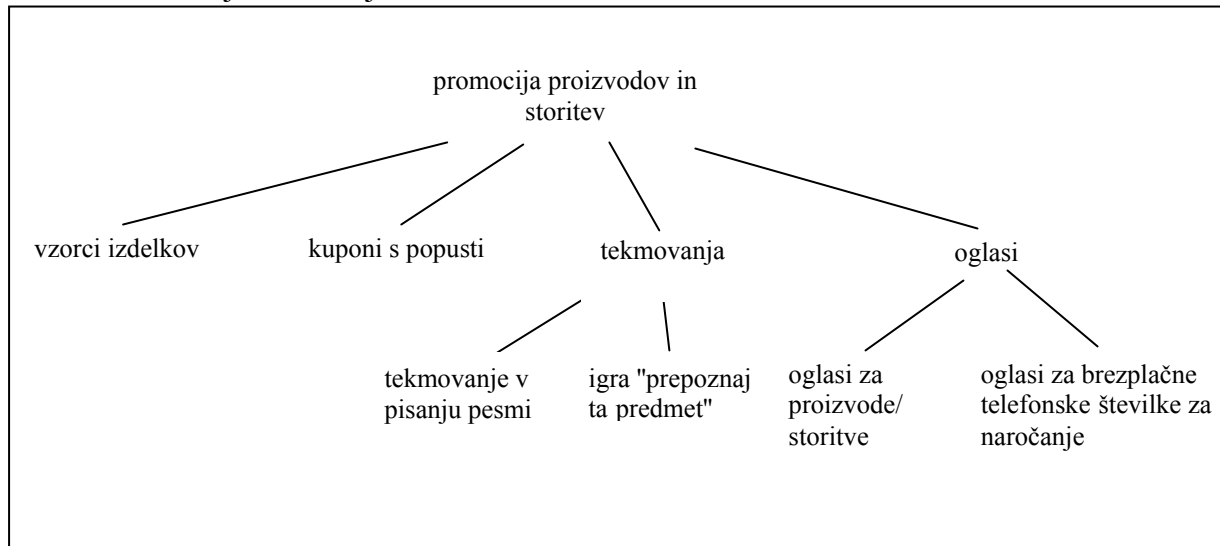 promocija proizvodov in
storitev
vzorci izdelkov
kuponi s popusti
tekmovanja
oglasi
tekmovanje v
pisanju pesmi
igra "prepoznaj
ta predmet"
oglasi za
proizvode/
storitve
oglasi za brezplačne
telefonske številke za
naročanje